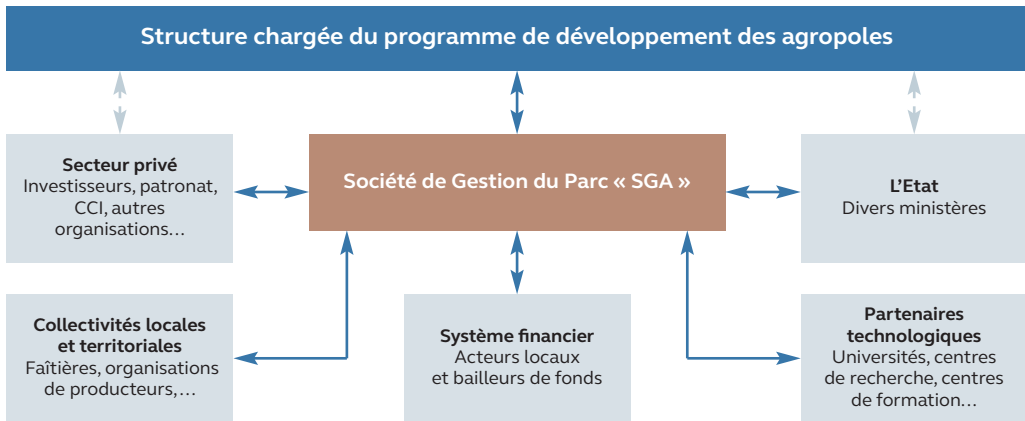 Structure chargée du programme de développement des agropoles
Secteur privé
Investisseurs, patronat,
CCI, autres
organisations…
Société de Gestion du Parc « SGA »
L’Etat
Divers ministères
Collectivités locales
et territoriales
Faîtières, organisations
de producteurs,…
Système financier
Acteurs locaux
et bailleurs de fonds
Partenaires
technologiques
Universités, centres
de recherche, centres
de formation…